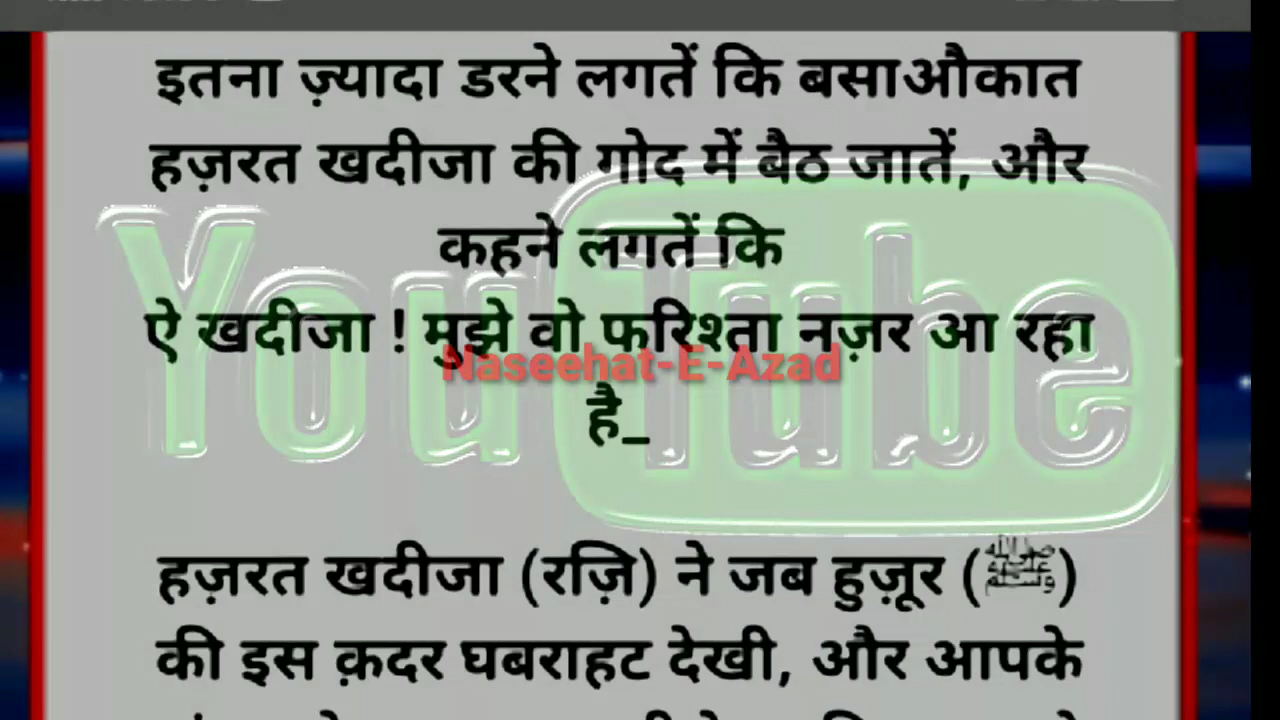 इतना ज़्यादा डरने लगतें कि बसाऔकात
हज़रत खदीजा की गोद में बैठ जातें, और
कहने लगतें कि
ऐ खदीजा ! मुझे वो फरिश्ता नज़र आ रहा
Naseehat-E-Azad
है_
YouTube
हज़रत खदीजा (रज़ि) ने जब हुज़ूर (ﷺ)
की इस क़दर घबराहट देखी, और आपके